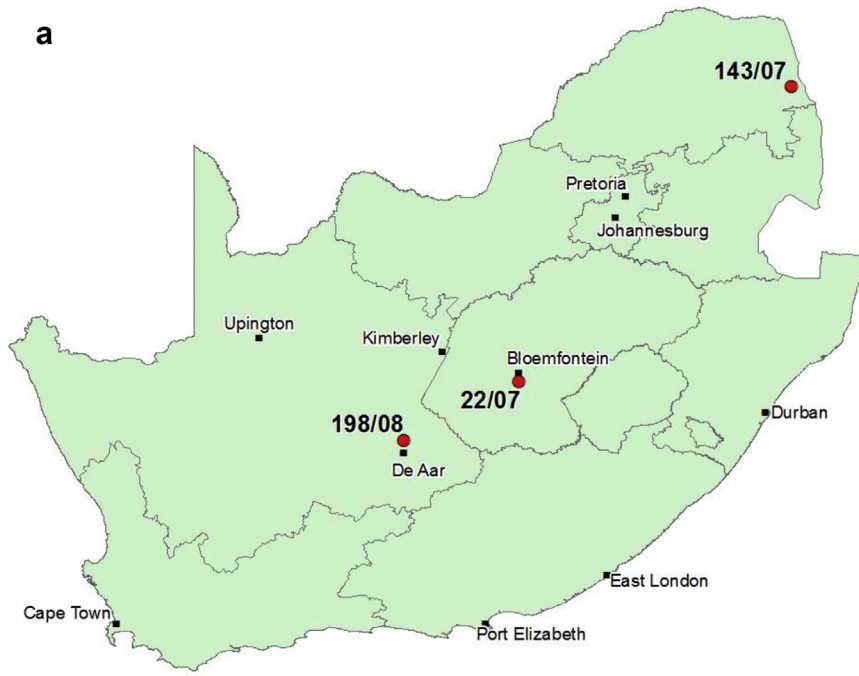 a
143/07
Pretoria
Johannesburg
Upington
Kimberley
Bloemfontein
22/07
198/08
Durban
De Aar
East London
Cape Town
Port Elizabeth